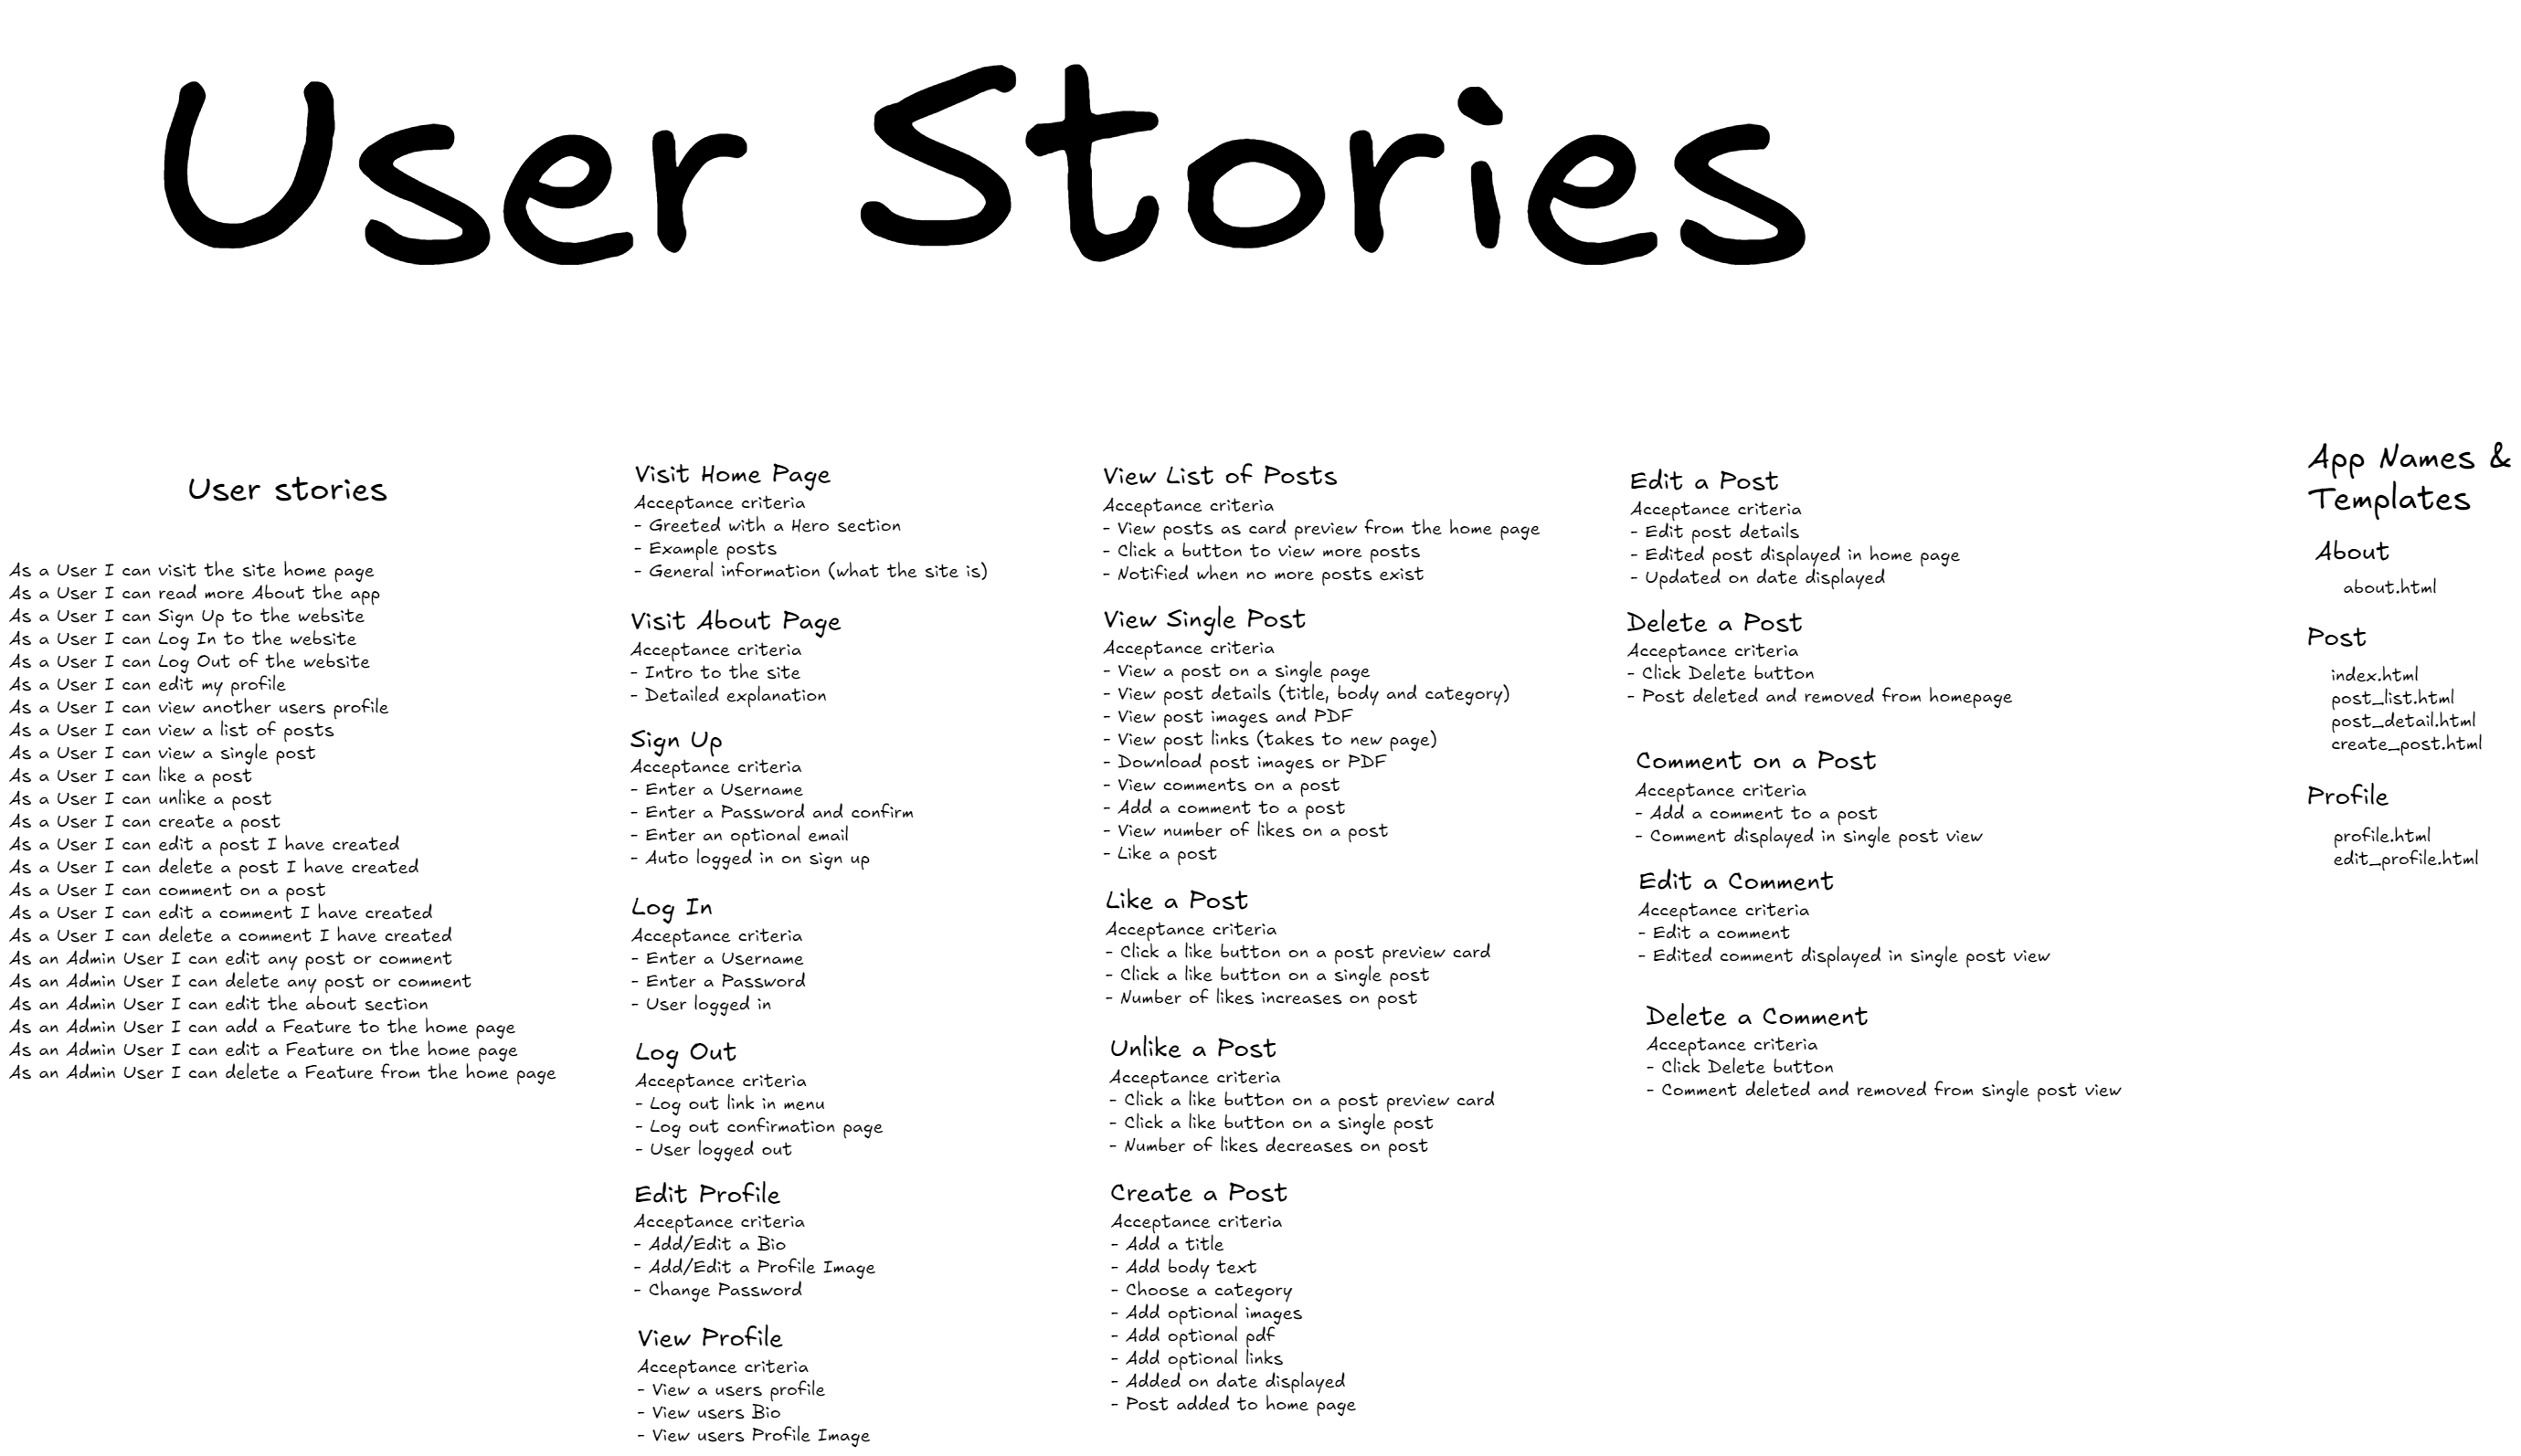 User Stories
User stories
As a User I can visit the site home page
As a User I can read more About the app
As a User I can Sign Up to the website
As a User I can Log In to the website
As a User I can Log Out of the website
As a User I can edit my profile
As a User I can view another users profile
As a User I can view a list of posts
As a User I can view a single post
As a User I can like a post
As a User I can unlike a post
As a User I can create a post
As a User I can edit a post I have created
As a User I can delete a post I have created
As a User I can comment on a post
As a User I can edit a comment I have created
As a User I can delete a comment I have created
As an Admin User I can edit any post or comment
As an Admin User I can delete any post or comment
As an Admin User I can edit the about section
As an Admin User I can add a Feature to the home page
As an Admin User I can edit a Feature on the home page
As an Admin User I can delete a Feature from the home page
Visit Home Page
Acceptance criteria
- Greeted with a Hero section
- Example posts
- General information (what the site is)
Visit About Page
Acceptance criteria
- Intro to the site
- Detailed explanation
Sign Up
Acceptance criteria
- Enter a Username
- Enter a Password and confirm
- Enter an optional email
- Auto logged in on sign up
Log In
Acceptance criteria
- Enter a Username
- Enter a Password
- User logged in
Log Out
Acceptance criteria
- Log out link in menu
- Log out confirmation page
- User logged out
Edit Profile
Acceptance criteria
- Add/Edit a Bio
- Add/Edit a Profile Image
- Change Password
View Profile
Acceptance criteria
- View a users profile
- View users Bio
- View users Profile Image
View List of Posts
Acceptance criteria
- View posts as card preview from the home page
- Click a button to view more posts
- Notified when no more posts exist
View Single Post
Acceptance criteria
- View a post on a single page
- View post details (title, body and category)
- View post images and PDF
- View post links (takes to new page)
- Download post images or PDF
- View comments on a post
- Add a comment to a post
- View number of likes on a post
- Like a post
Like a Post
Acceptance criteria
- Click a like button on a post preview card
- Click a like button on a single post
- Number of likes increases on post
Unlike a Post
Acceptance criteria
- Click a like button on a post preview card
- Click a like button on a single post
- Number of likes decreases on post
Create a Post
Acceptance criteria
- Add a title
- Add body text
- Choose a category
- Add optional images
- Add optional pdf
- Add optional links
- Added on date displayed
- Post added to home page
Edit a Post
Acceptance criteria
- Edit post details
- Edited post displayed in home page
- Updated on date displayed
Delete a Post
Acceptance criteria
- Click Delete button
- Post deleted and removed from homepage
Comment on a Post
Acceptance criteria
- Add a comment to a post
- Comment displayed in single post view
Edit a Comment
Acceptance criteria
- Edit a comment
- Edited comment displayed in single post view
Delete a Comment
Acceptance criteria
- Click Delete button
- Comment deleted and removed from single post view
App Names &
Templates
About
about.html
Post
index.html
post_list.html
post_detail.html
create_post.html
Profile
profile.html
edit_profile.html